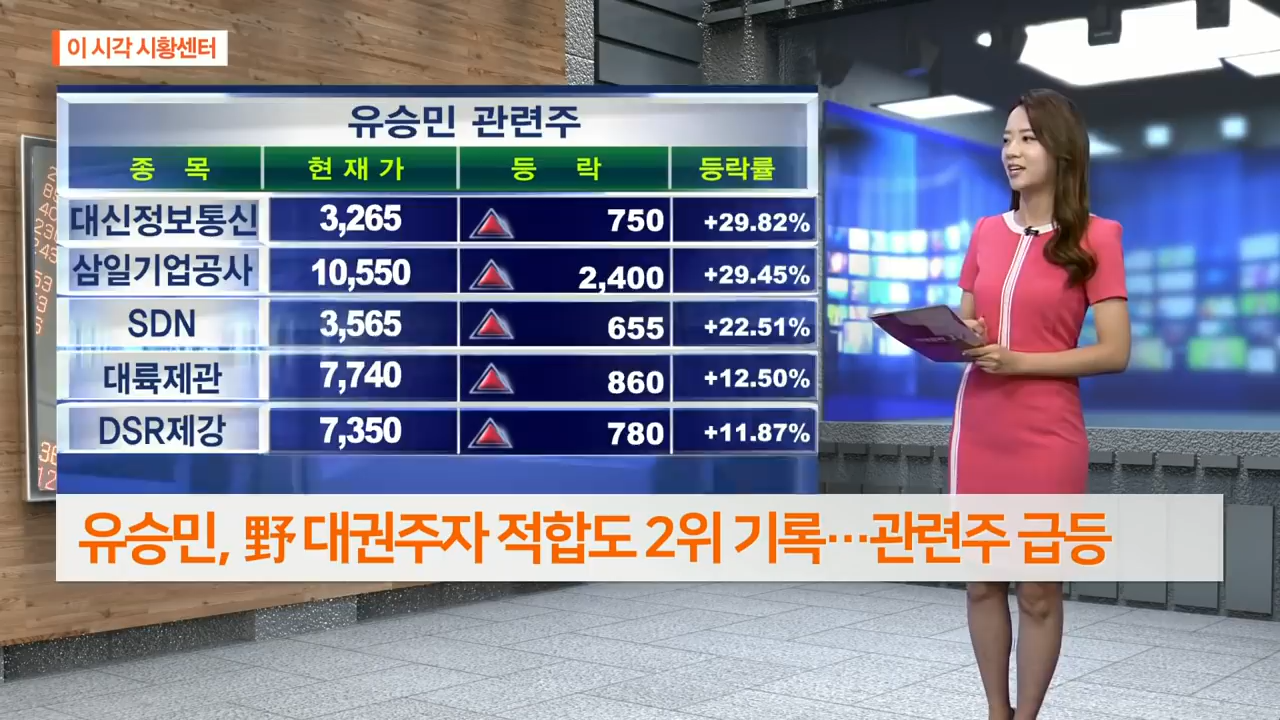 이 시각 시황센터
유승민 관련주
종 목 현 재 가 등 락 등락률
대신정보통신 3,265 ▲ 750 +29.82%
삼일기업공사 10,550 ▲ 2,400 +29.45%
SDN 3,565 ▲ 655 +22.51%
대륙제관 7,740 ▲ 860 +12.50%
DSR제강 7,350 ▲ 780 +11.87%
유승민, 野 대권주자 적합도 2위 기록…관련주 급등